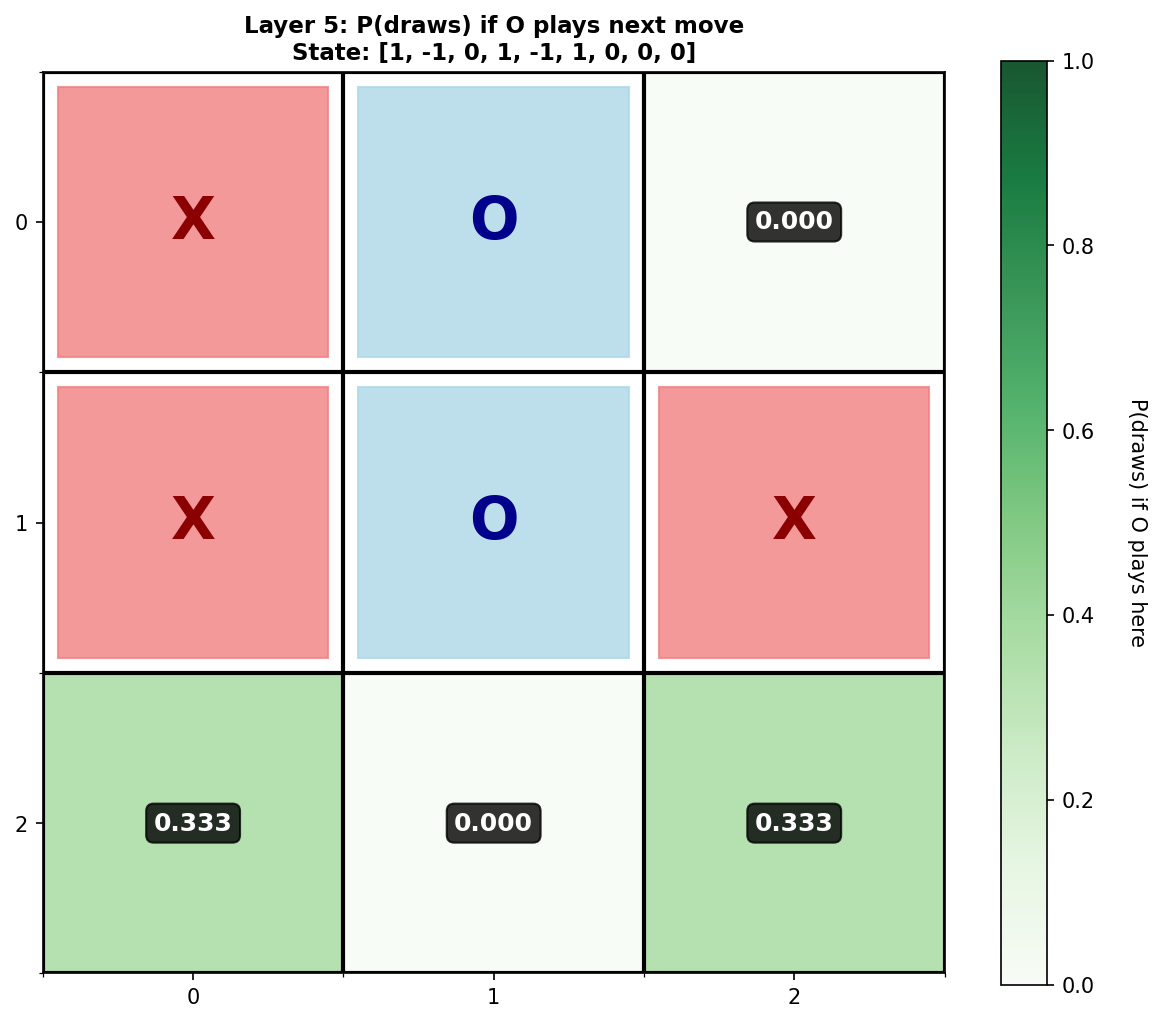 Layer 5: P(draws) if O plays next move
State: [1, -1, 0, 1, -1, 1, 0, 0, 0]
0
X
O
0.000
1
X
O
X
2
0.333
0.000
0.333
0
1
2
1.0
0.8
0.6
0.4
0.2
0.0
P(draws) if O plays here